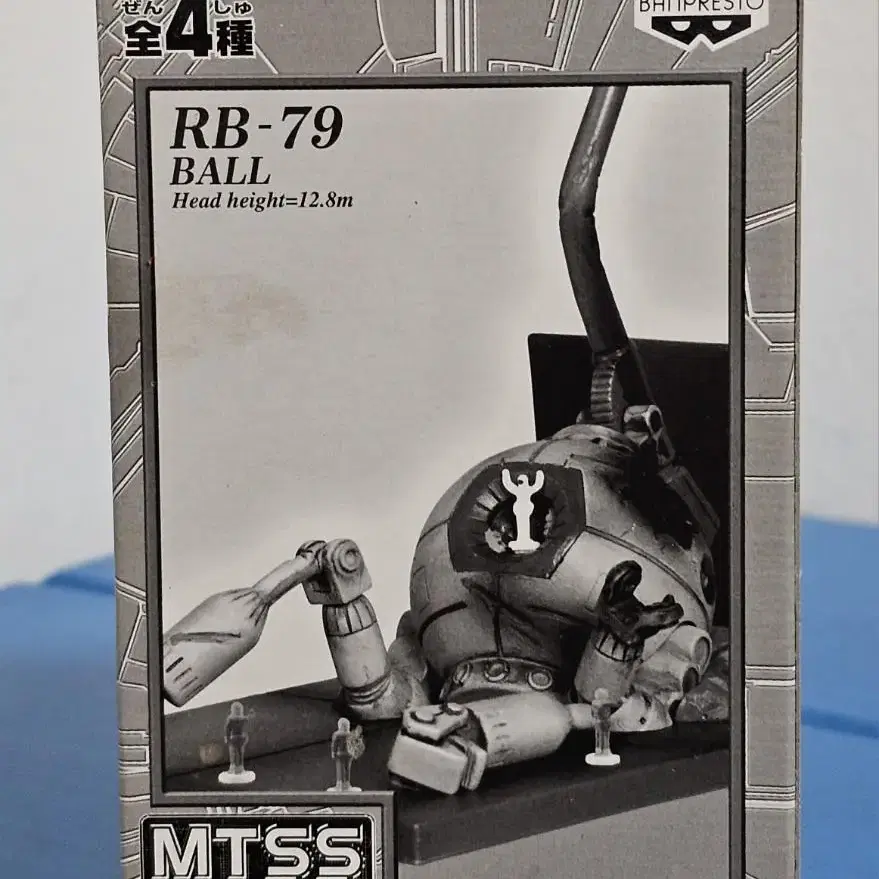 ぜん しゅ
全4種
BANPRESTO
RB-79
BALL
Head height=12.8m
MTSS